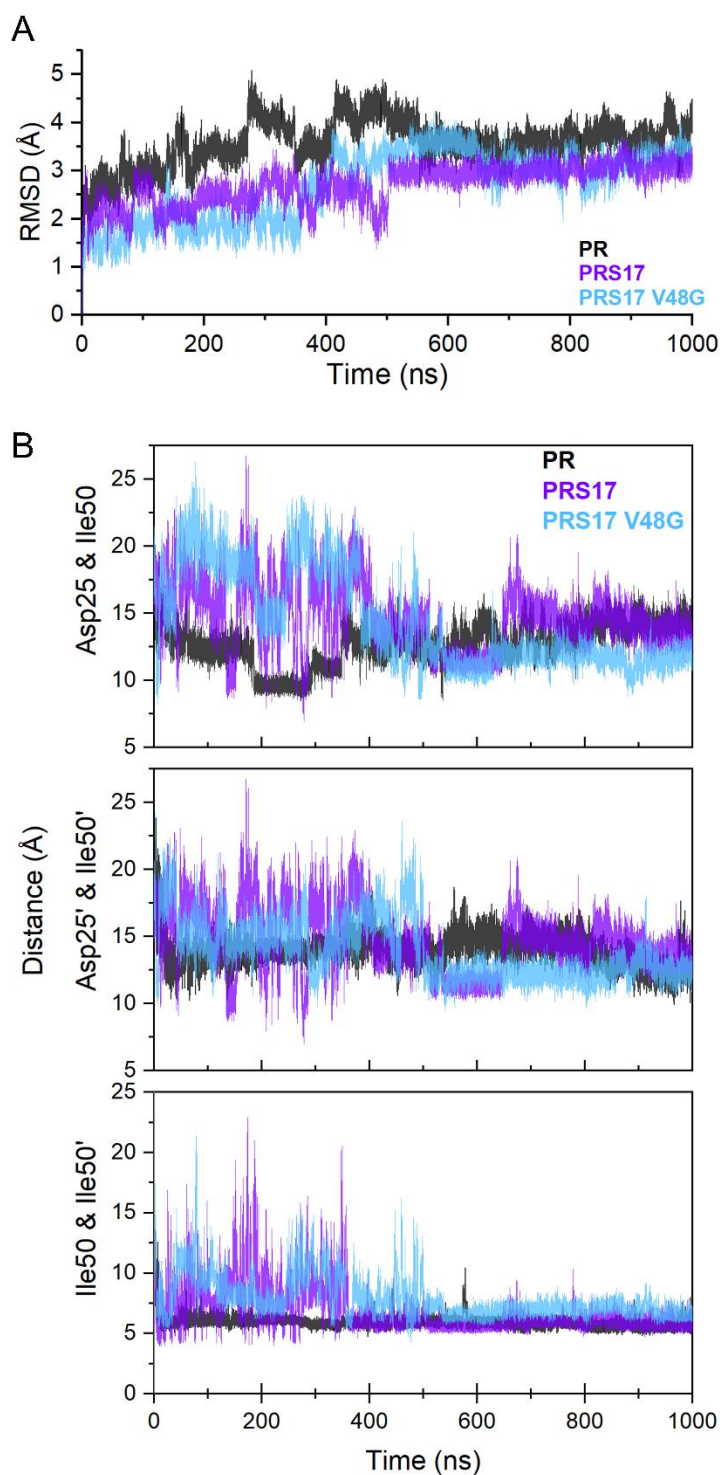 A
RMSD (Å)
5
4
3
2
1
0
PR
PRS17
PRS17 V48G
0 200 400 600 800 1000
Time (ns)
B
Distance (Å)
Asp25 & Ile50
25
20
15
10
5
PR
PRS17
PRS17 V48G
Asp25' & Ile50'
25
20
15
10
5
Ile50 & Ile50'
25
20
15
10
5
0
0 200 400 600 800 1000
Time (ns)